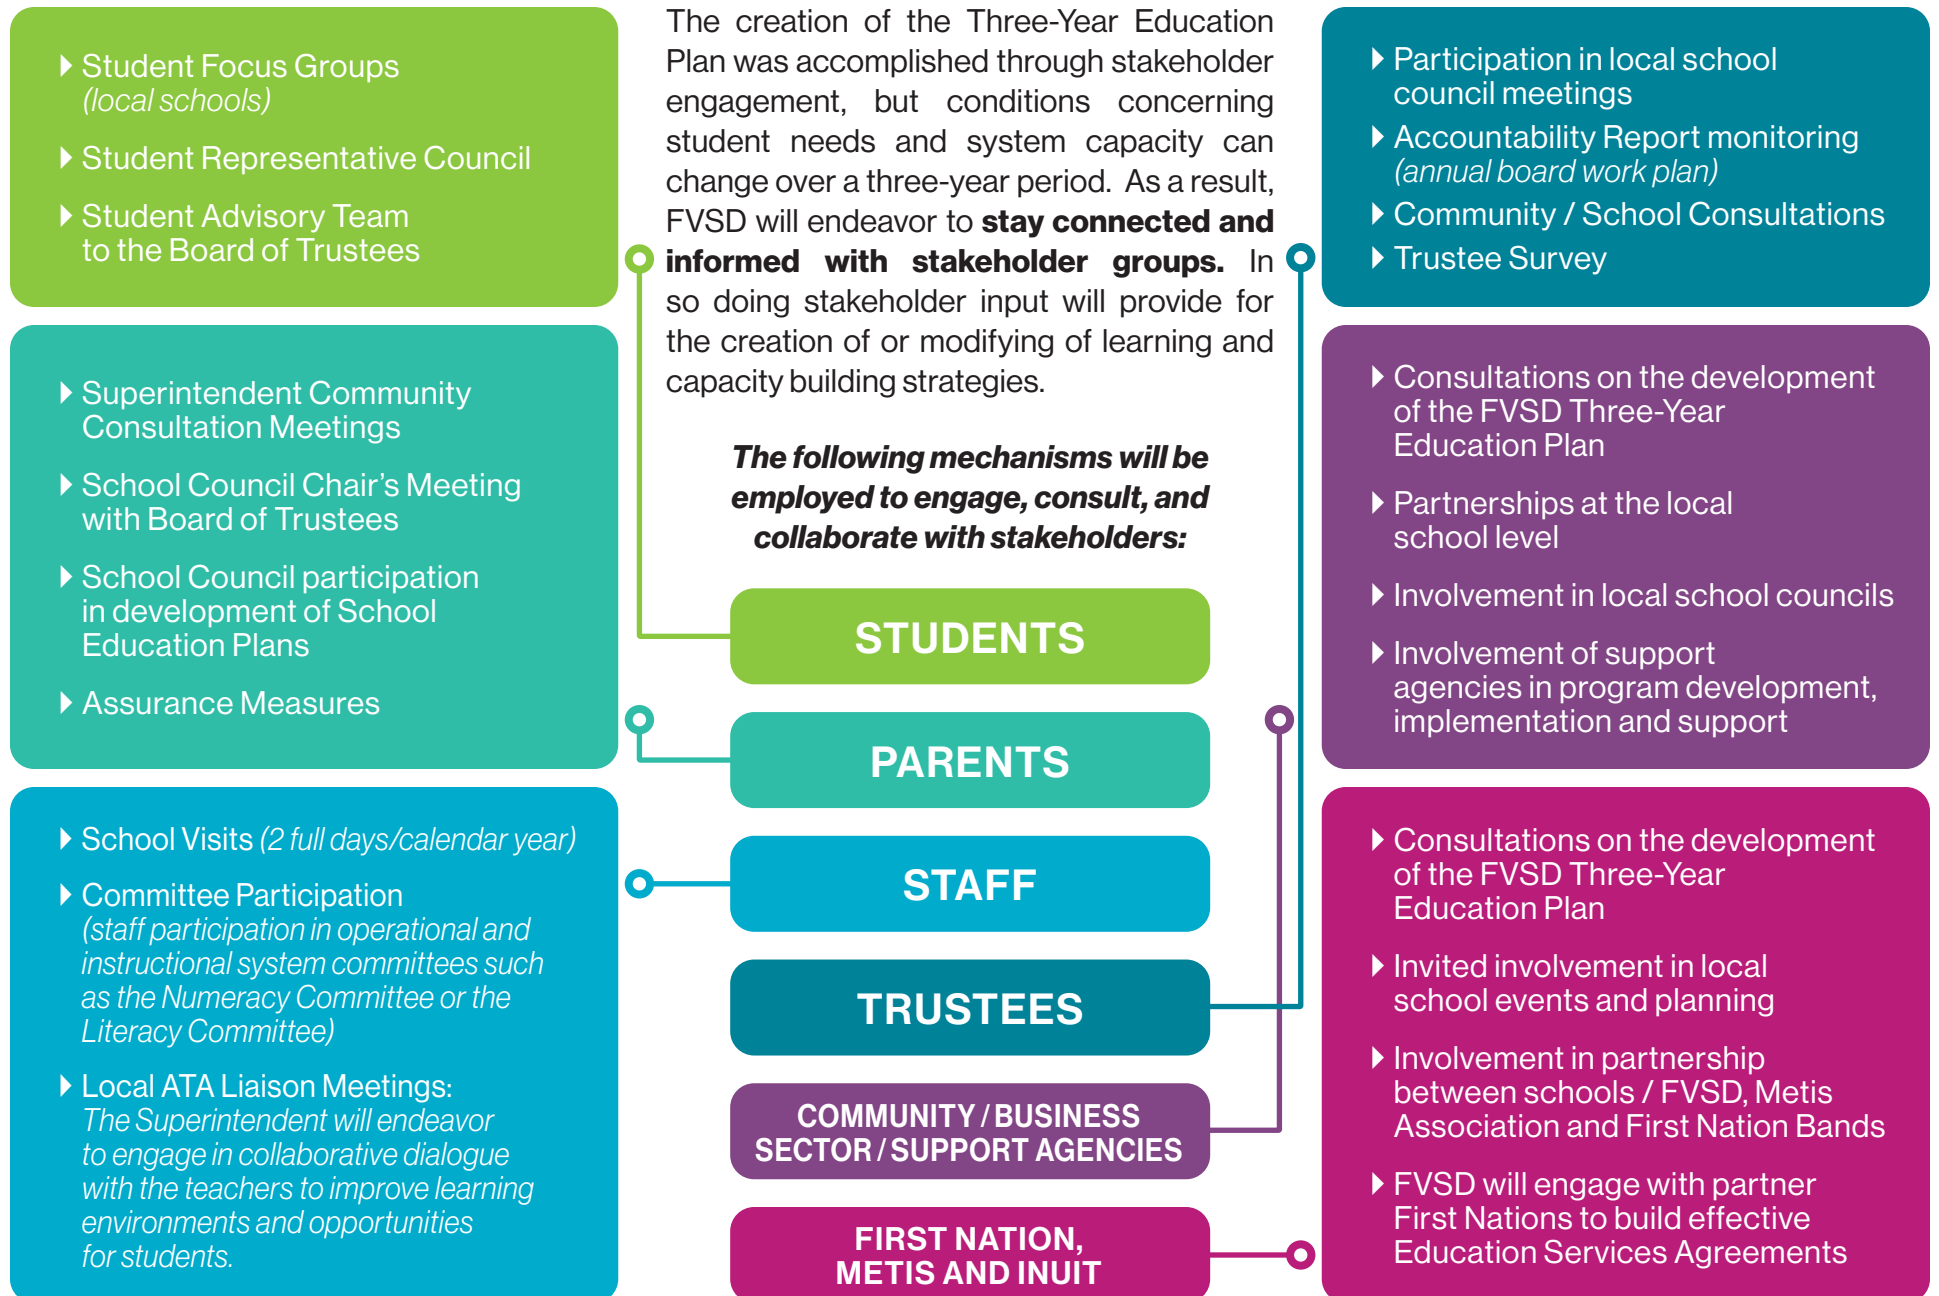 Student Focus Groups
(local schools)
Student Representative Council
Student Advisory Team
to the Board of Trustees
Superintendent Community
Consultation Meetings
School Council Chair's Meeting
with Board of Trustees
School Council participation
in development of School
Education Plans
Assurance Measures
School Visits (2 full days/calendar year)
Committee Participation
(staff participation in operational and
instructional system committees such
as the Numeracy Committee or the
Literacy Committee)
Local ATA Liaison Meetings:
The Superintendent will endeavor
to engage in collaborative dialogue
with the teachers to improve learning
environments and opportunities
for students.
The creation of the Three-Year Education
Plan was accomplished through stakeholder
engagement, but conditions concerning
student needs and system capacity can
change over a three-year period. As a result,
FVSD will endeavor to stay connected and
informed with stakeholder groups. In
so doing stakeholder input will provide for
the creation of or modifying of learning and
capacity building strategies.
The following mechanisms will be
employed to engage, consult, and
collaborate with stakeholders:
STUDENTS
PARENTS
STAFF
TRUSTEES
COMMUNITY / BUSINESS
SECTOR / SUPPORT AGENCIES
FIRST NATION,
METIS AND INUIT
Participation in local school
council meetings
Accountability Report monitoring
(annual board work plan)
Community / School Consultations
Trustee Survey
Consultations on the development
of the FVSD Three-Year
Education Plan
Partnerships at the local
school level
Involvement in local school councils
Involvement of support
agencies in program development,
implementation and support
Consultations on the development
of the FVSD Three-Year
Education Plan
Invited involvement in local
school events and planning
Involvement in partnership
between schools / FVSD, Metis
Association and First Nation Bands
FVSD will engage with partner
First Nations to build effective
Education Services Agreements